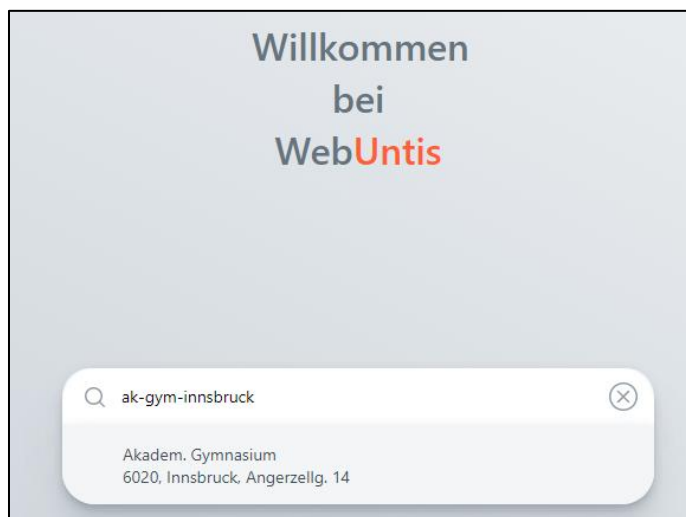 Willkommen
bei
WebUntis
ak-gym-innsbruck
Akadem. Gymnasium
6020, Innsbruck, Angerzellg. 14